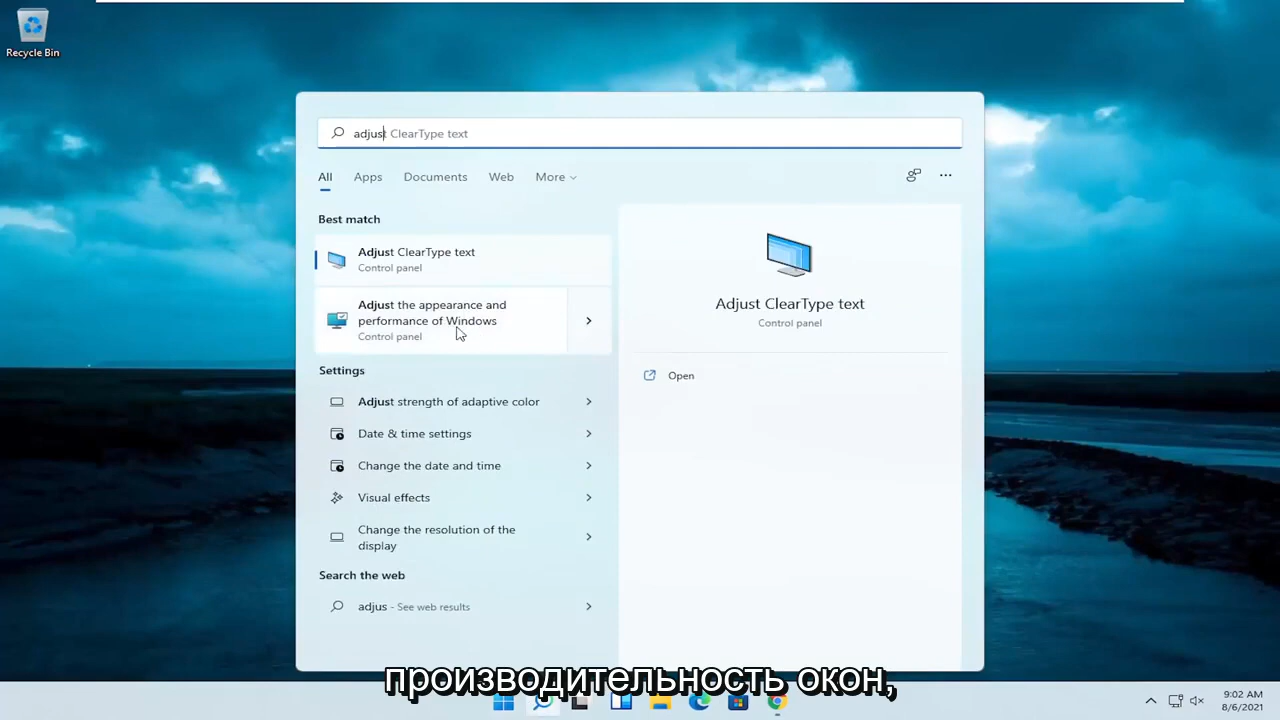 Recycle Bin
adjust ClearType text
All Apps Documents Web More
Best match
Adjust ClearType text
Control panel
Adjust the appearance and
performance of Windows
Control panel
Settings
Adjust strength of adaptive color
Date & time settings
Change the date and time
Visual effects
Change the resolution of the
display
Search the web
adjus - See web results
Adjust ClearType text
Control panel
Open
производительность окон,
9:02 AM
8/6/2021